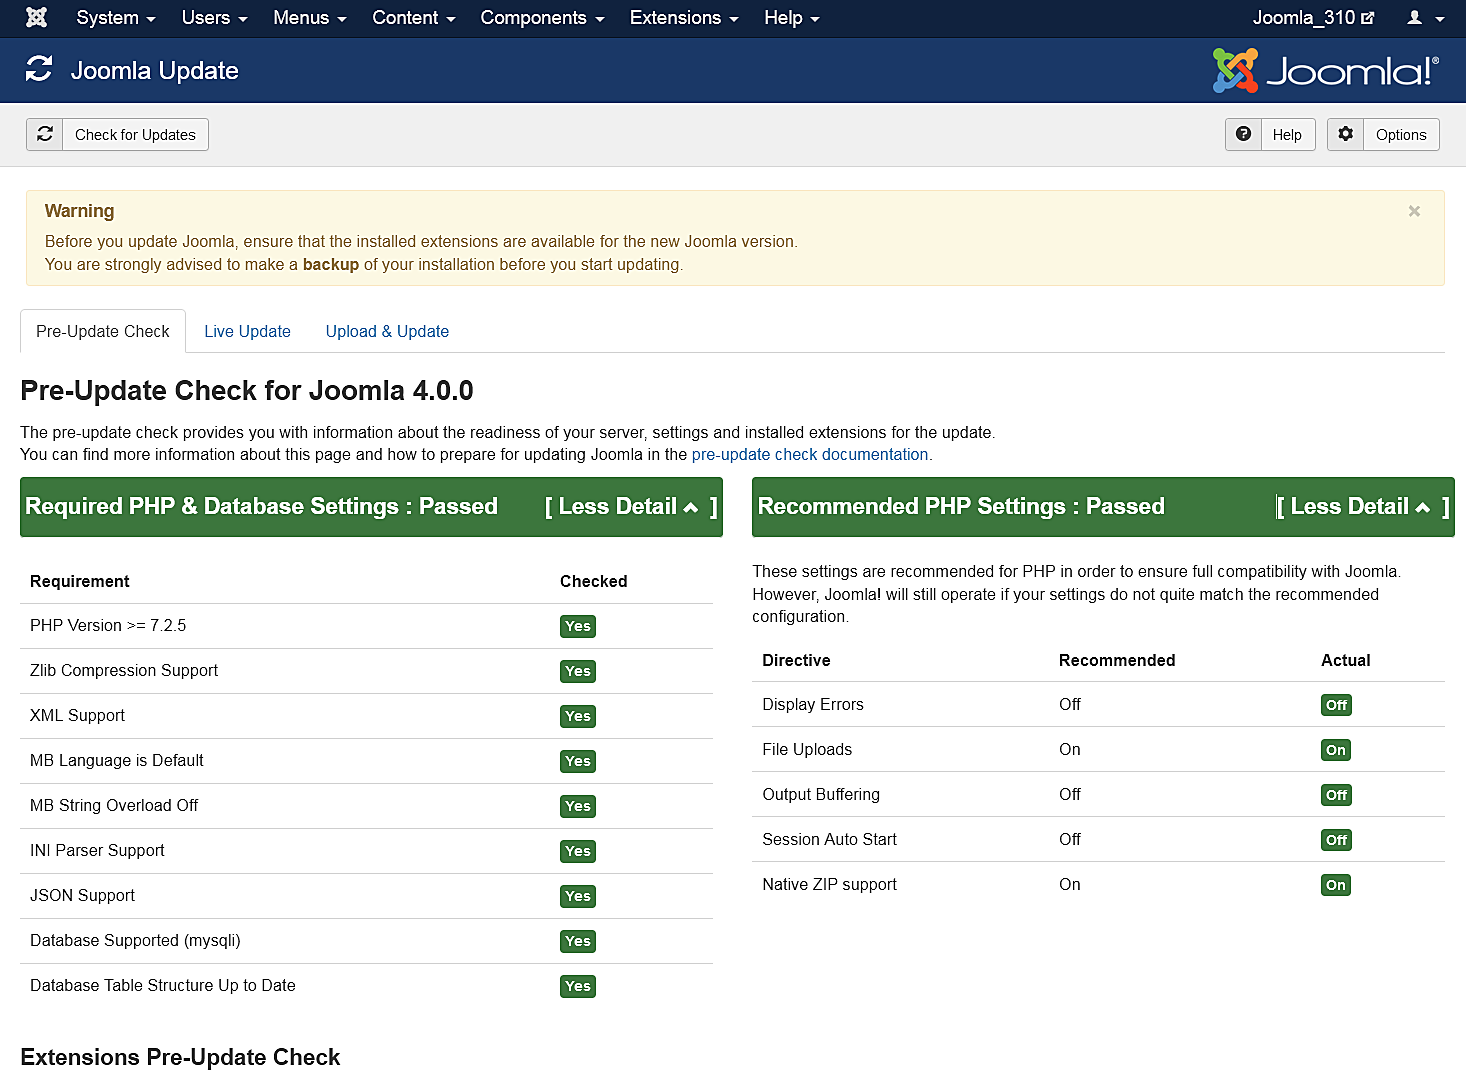 System Users Menus Content Components Extensions Help Joomla_310
Joomla Update Joomla!®
Check for Updates Help Options
Warning ×
Before you update Joomla, ensure that the installed extensions are available for the new Joomla version.
You are strongly advised to make a backup of your installation before you start updating.
Pre-Update Check Live Update Upload & Update
Pre-Update Check for Joomla 4.0.0
The pre-update check provides you with information about the readiness of your server, settings and installed extensions for the update.
You can find more information about this page and how to prepare for updating Joomla in the pre-update check documentation.
Required PHP & Database Settings : Passed [ Less Detail ]
Requirement Checked
PHP Version >= 7.2.5 Yes
Zlib Compression Support Yes
XML Support Yes
MB Language is Default Yes
MB String Overload Off Yes
INI Parser Support Yes
JSON Support Yes
Database Supported (mysqli) Yes
Database Table Structure Up to Date Yes
Recommended PHP Settings : Passed [ Less Detail ]
These settings are recommended for PHP in order to ensure full compatibility with Joomla.
However, Joomla! will still operate if your settings do not quite match the recommended
configuration.
Directive Recommended Actual
Display Errors Off Off
File Uploads On On
Output Buffering Off Off
Session Auto Start Off Off
Native ZIP support On On
Extensions Pre-Update Check